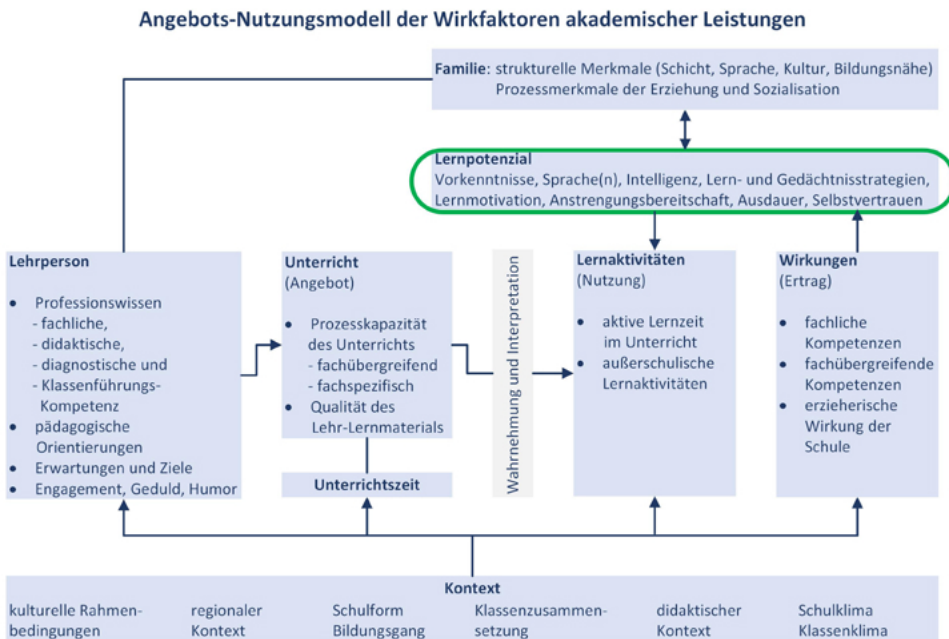 Angebots-Nutzungsmodell der Wirkfaktoren akademischer Leistungen
Familie: strukturelle Merkmale (Schicht, Sprache, Kultur, Bildungsnähe)
Prozessmerkmale der Erziehung und Sozialisation
Lernpotenzial
Vorkenntnisse, Sprache(n), Intelligenz, Lern- und Gedächtnisstrategien,
Lernmotivation, Anstrengungsbereitschaft, Ausdauer, Selbstvertrauen
Lehrperson
• Professionswissen
- fachliche,
- didaktische,
- diagnostische und
- Klassenführungs-
Kompetenz
• pädagogische
Orientierungen
• Erwartungen und Ziele
• Engagement, Geduld, Humor
Unterricht
(Angebot)
• Prozesskapazität
des Unterrichts
- fachübergreifend
- fachspezifisch
• Qualität des
Lehr-Lernmaterials
Unterrichtszeit
Wahrnehmung und Interpretation
Lernaktivitäten
(Nutzung)
• aktive Lernzeit
im Unterricht
• außerschulische
Lernaktivitäten
Wirkungen
(Ertrag)
• fachliche
Kompetenzen
• fachübergreifende
Kompetenzen
• erzieherische
Wirkung der
Schule
Kontext
kulturelle Rahmen-
bedingungen
regionaler
Kontext
Schulform
Bildungsgang
Klassenzusammen-
setzung
didaktischer
Kontext
Schulklima
Klassenklima